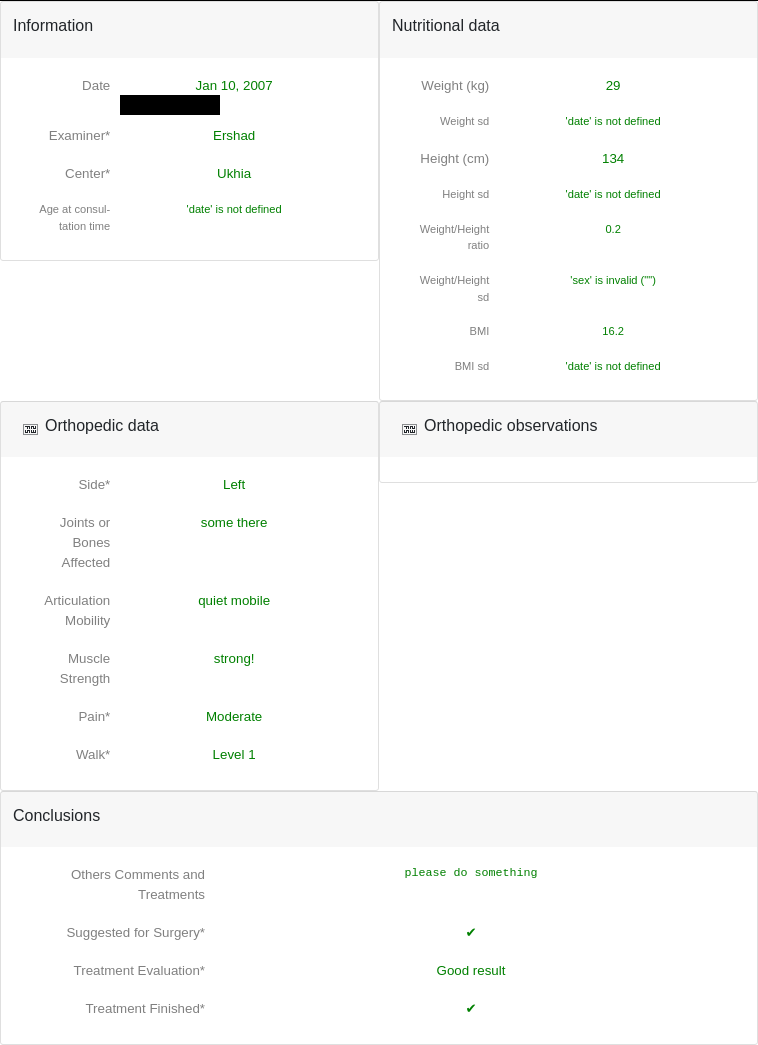 Information
Date Jan 10, 2007
Examiner* Ershad
Center* Ukhia
Age at consul- 'date' is not defined
tation time
Nutritional data
Weight (kg) 29
Weight sd 'date' is not defined
Height (cm) 134
Height sd 'date' is not defined
Weight/Height 0.2
ratio
Weight/Height 'sex' is invalid ("")
sd
BMI 16.2
BMI sd 'date' is not defined
Orthopedic data
Side* Left
Joints or some there
Bones
Affected
Articulation quiet mobile
Mobility
Muscle strong!
Strength
Pain* Moderate
Walk* Level 1
Orthopedic observations
Conclusions
Others Comments and please do something
Treatments
Suggested for Surgery* ✔
Treatment Evaluation* Good result
Treatment Finished* ✔